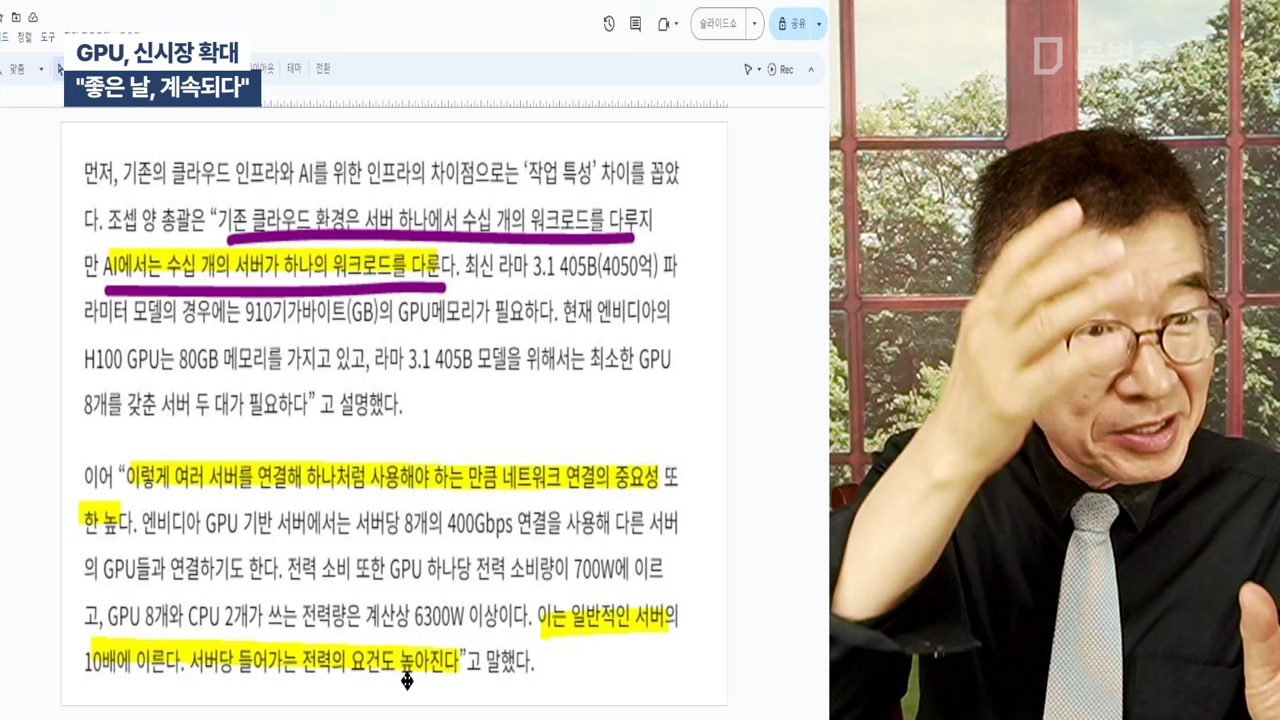 슬라이드쇼
공유
정렬 도구
GPU, 신시장 확대
맞춤
아웃 테마 전환
Rec
"좋은 날, 계속되다"
먼저, 기존의 클라우드 인프라와 AI를 위한 인프라의 차이점으로는 ‘작업 특성’ 차이를 꼽았
다. 조셉 양 총괄은 “기존 클라우드 환경은 서버 하나에서 수십 개의 워크로드를 다루지
만 AI에서는 수십 개의 서버가 하나의 워크로드를 다룬다. 최신 라마 3.1 405B(4050억) 파
라미터 모델의 경우에는 910기가바이트(GB)의 GPU메모리가 필요하다. 현재 엔비디아의
H100 GPU는 80GB 메모리를 가지고 있고, 라마 3.1 405B 모델을 위해서는 최소한 GPU
8개를 갖춘 서버 두 대가 필요하다” 고 설명했다.
이어 “이렇게 여러 서버를 연결해 하나처럼 사용해야 하는 만큼 네트워크 연결의 중요성 또
한 높다. 엔비디아 GPU 기반 서버에서는 서버당 8개의 400Gbps 연결을 사용해 다른 서버
의 GPU들과 연결하기도 한다. 전력 소비 또한 GPU 하나당 전력 소비량이 700W에 이르
고, GPU 8개와 CPU 2개가 쓰는 전력량은 계산상 6300W 이상이다. 이는 일반적인 서버의
10배에 이른다. 서버당 들어가는 전력의 요건도 높아진다”고 말했다.